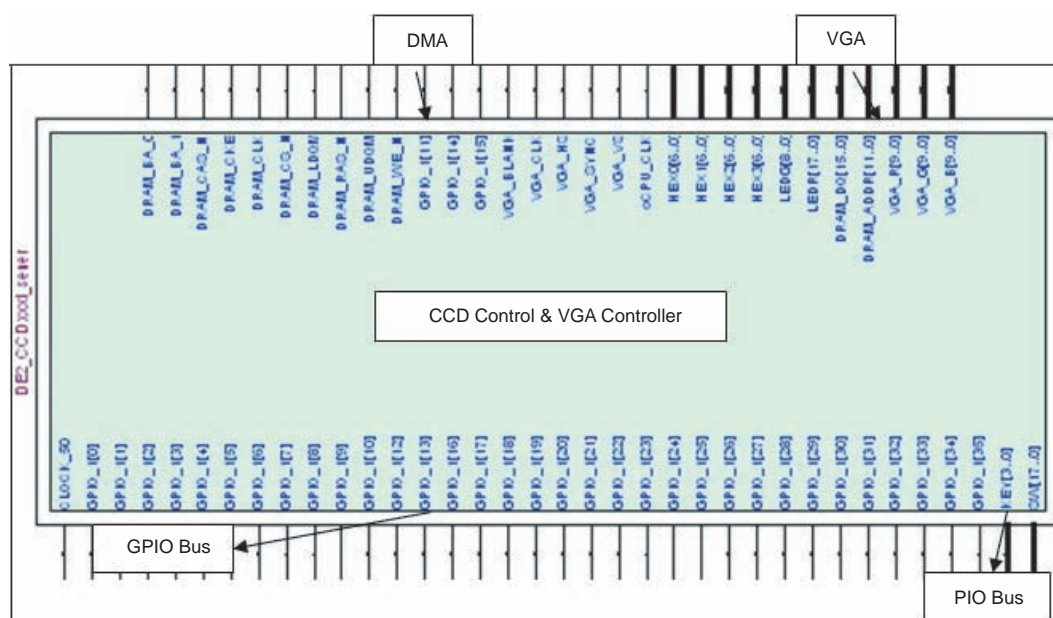 DMA
VGA
DRAM_BA_0
DRAM_BA_1
DRAM_CAS_N
DRAM_CKE
DRAM_CLK
DRAM_CS_N
DRAM_LDQM
DRAM_RAS_N
DRAM_UDQM
DRAM_WE_N
GPIO_1[11]
GPIO_1[14]
GPIO_1[15]
VGA_BLANK
VGA_CLK
VGA_HC
VGA_SYNC
VGA_VC
oCPU_CLK
HEX0[6..0]
HEX1[6..0]
HEX2[6..0]
HEX3[6..0]
LEDG[8..0]
LEDR[17..0]
DRAM_DQ[15..0]
DRAM_ADDR[11..0]
VGA_R[9..0]
VGA_G[9..0]
VGA_B[9..0]
CCD Control & VGA Controller
CLOCK_50
GPIO_1[0]
GPIO_1[1]
GPIO_1[2]
GPIO_1[3]
GPIO_1[4]
GPIO_1[5]
GPIO_1[6]
GPIO_1[7]
GPIO_1[8]
GPIO_1[9]
GPIO_1[10]
GPIO_1[12]
GPIO_1[13]
GPIO_1[16]
GPIO_1[17]
GPIO_1[18]
GPIO_1[19]
GPIO_1[20]
GPIO_1[21]
GPIO_1[22]
GPIO_1[23]
GPIO_1[24]
GPIO_1[25]
GPIO_1[26]
GPIO_1[27]
GPIO_1[28]
GPIO_1[29]
GPIO_1[30]
GPIO_1[31]
GPIO_1[32]
GPIO_1[33]
GPIO_1[34]
GPIO_1[35]
KEY[3..0]
GPIO Bus
PIO Bus